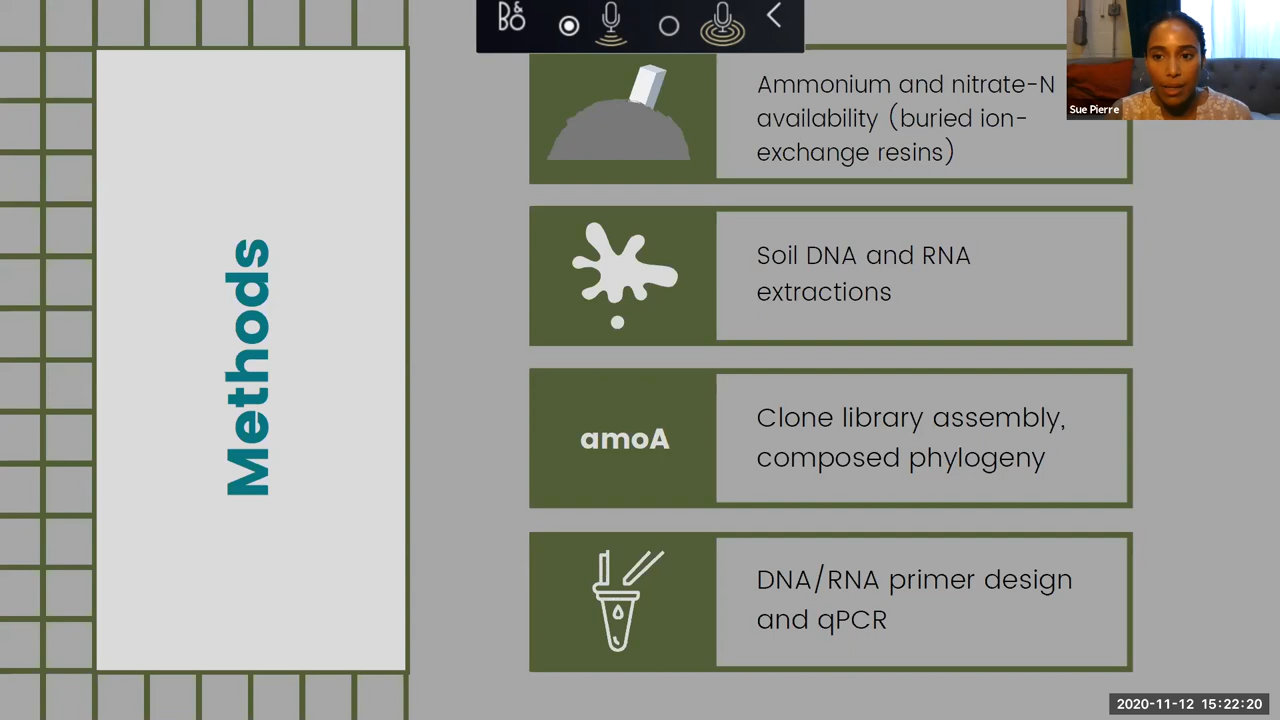 B&O
Ammonium and nitrate-N
availability (buried ion-
exchange resins)
Sue Pierre
Methods
Soil DNA and RNA
extractions
amoA
Clone library assembly,
composed phylogeny
DNA/RNA primer design
and qPCR
2020-11-12 15:22:20